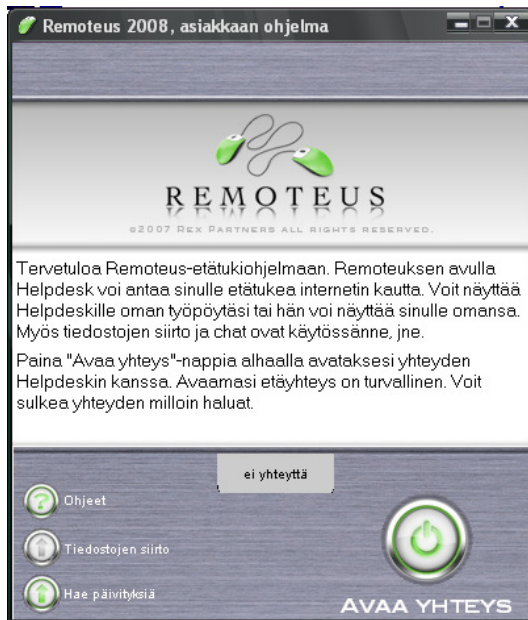 Remoteus 2008, asiakkaan ohjelma
REMOTEUS
©2007 REX PARTNERS ALL RIGHTS RESERVED.
Tervetuloa Remoteus-etätukiohjelmaan. Remoteuksen avulla
Helpdesk voi antaa sinulle etätukea internetin kautta. Voit näyttää
Helpdeskille oman työpöytäsi tai hän voi näyttää sinulle omansa.
Myös tiedostojen siirto ja chat ovat käytössänne, jne.
Paina "Avaa yhteys"-nappia alhaalla avataksesi yhteyden
Helpdeskin kanssa. Avaamasi etäyhteys on turvallinen. Voit
sulkea yhteyden milloin haluat.
ei yhteyttä
Ohjeet
Tiedostojen siirto
Hae päivityksiä
AVAA YHTEYS